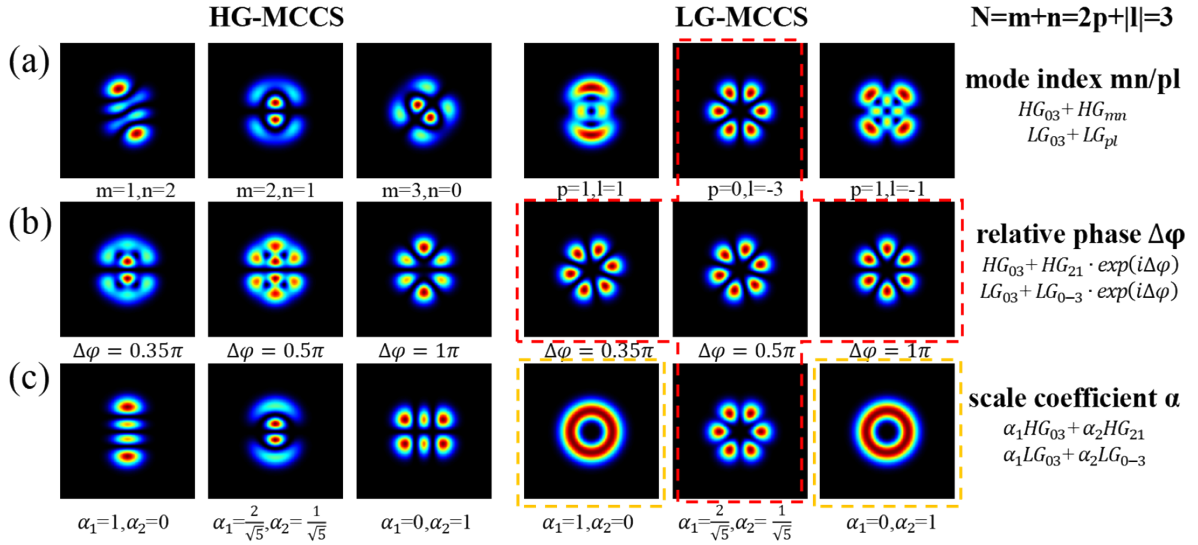 HG-MCCS LG-MCCS N=m+n=2p+|l|=3
(a)
mode index mn/pl
HG₀₃+HGₘₙ
LG₀₃+LGₚₗ
m=1,n=2 m=2,n=1 m=3,n=0 p=1,l=1 p=0,l=-3 p=1,l=-1
(b)
relative phase Δφ
HG₀₃+HG₂₁·exp(iΔφ)
LG₀₃+LG₀₋₃·exp(iΔφ)
Δφ = 0.35π Δφ = 0.5π Δφ = 1π Δφ = 0.35π Δφ = 0.5π Δφ = 1π
(c)
scale coefficient α
α₁HG₀₃+α₂HG₂₁
α₁LG₀₃+α₂LG₀₋₃
α₁=1,α₂=0 α₁=2/√5,α₂=1/√5 α₁=0,α₂=1 α₁=1,α₂=0 α₁=2/√5,α₂=1/√5 α₁=0,α₂=1